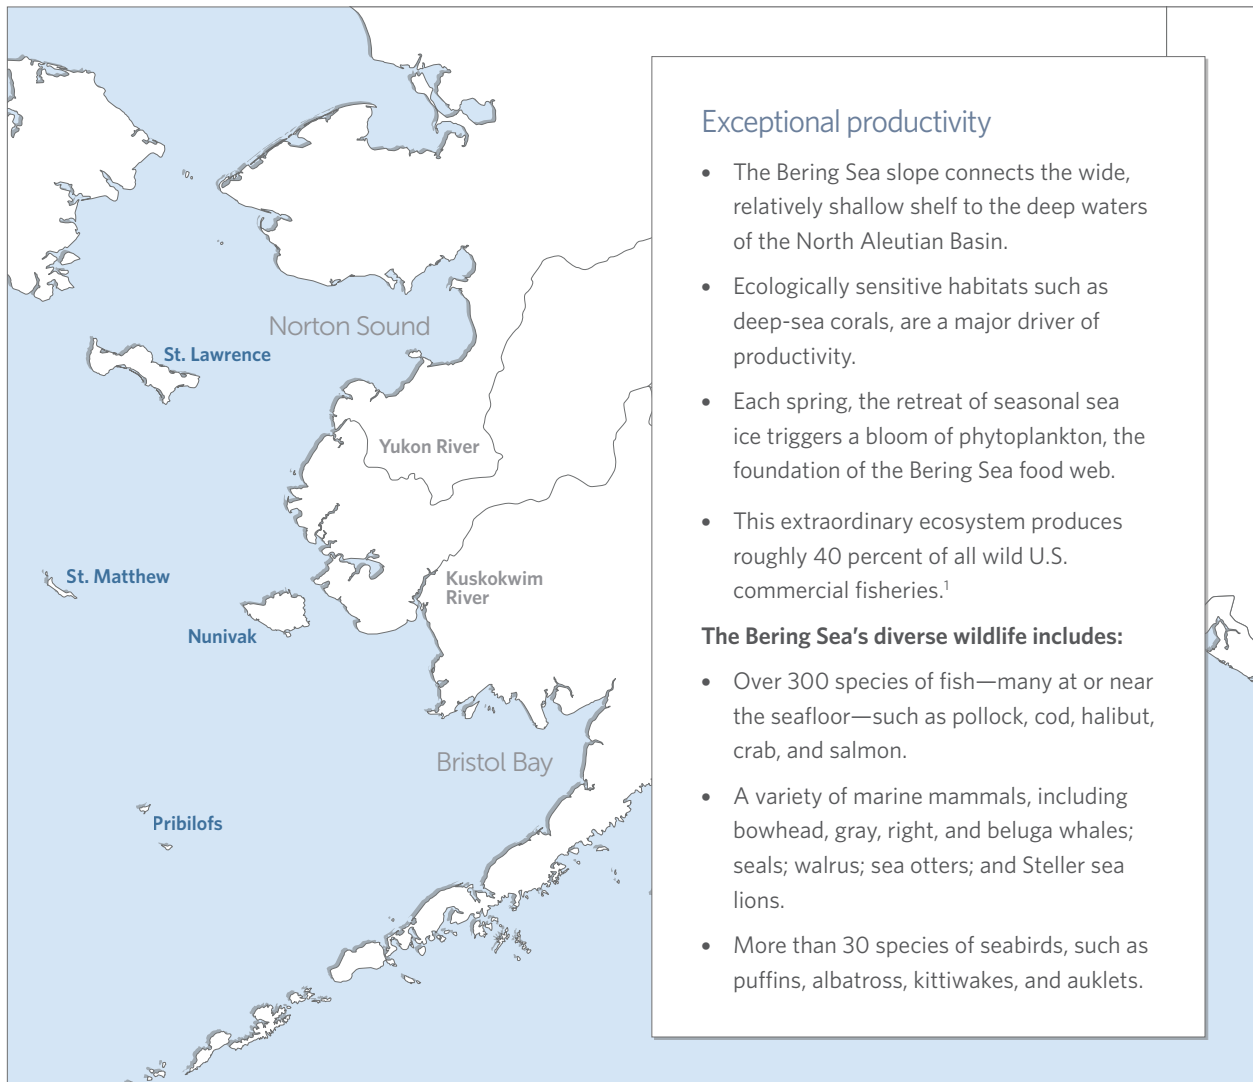 Norton Sound
St. Lawrence
Yukon River
St. Matthew
Kuskokwim
River
Nunivak
Bristol Bay
Pribilofs
Exceptional productivity
• The Bering Sea slope connects the wide,
relatively shallow shelf to the deep waters
of the North Aleutian Basin.
• Ecologically sensitive habitats such as
deep-sea corals, are a major driver of
productivity.
• Each spring, the retreat of seasonal sea
ice triggers a bloom of phytoplankton, the
foundation of the Bering Sea food web.
• This extraordinary ecosystem produces
roughly 40 percent of all wild U.S.
commercial fisheries.¹
The Bering Sea’s diverse wildlife includes:
• Over 300 species of fish—many at or near
the seafloor—such as pollock, cod, halibut,
crab, and salmon.
• A variety of marine mammals, including
bowhead, gray, right, and beluga whales;
seals; walrus; sea otters; and Steller sea
lions.
• More than 30 species of seabirds, such as
puffins, albatross, kittiwakes, and auklets.